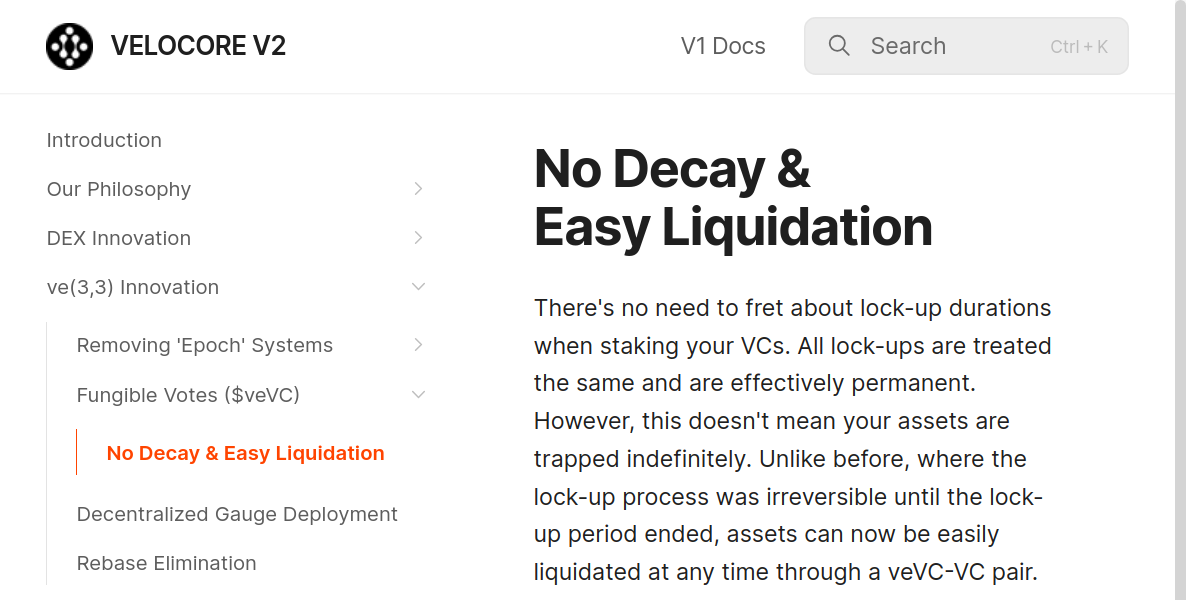 VELOCORE V2
V1 Docs
Search
Ctrl + K
Introduction
Our Philosophy
DEX Innovation
ve(3,3) Innovation
Removing 'Epoch' Systems
Fungible Votes ($veVC)
No Decay & Easy Liquidation
Decentralized Gauge Deployment
Rebase Elimination
No Decay &
Easy Liquidation
There's no need to fret about lock-up durations
when staking your VCs. All lock-ups are treated
the same and are effectively permanent.
However, this doesn't mean your assets are
trapped indefinitely. Unlike before, where the
lock-up process was irreversible until the lock-
up period ended, assets can now be easily
liquidated at any time through a veVC-VC pair.